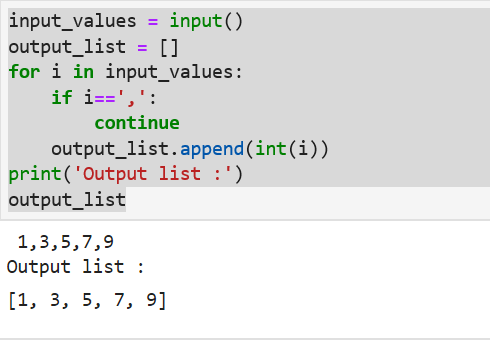 input_values = input()
output_list = []
for i in input_values:
    if i==',':
        continue
    output_list.append(int(i))
print('Output list :')
output_list
1,3,5,7,9
Output list :
[1, 3, 5, 7, 9]